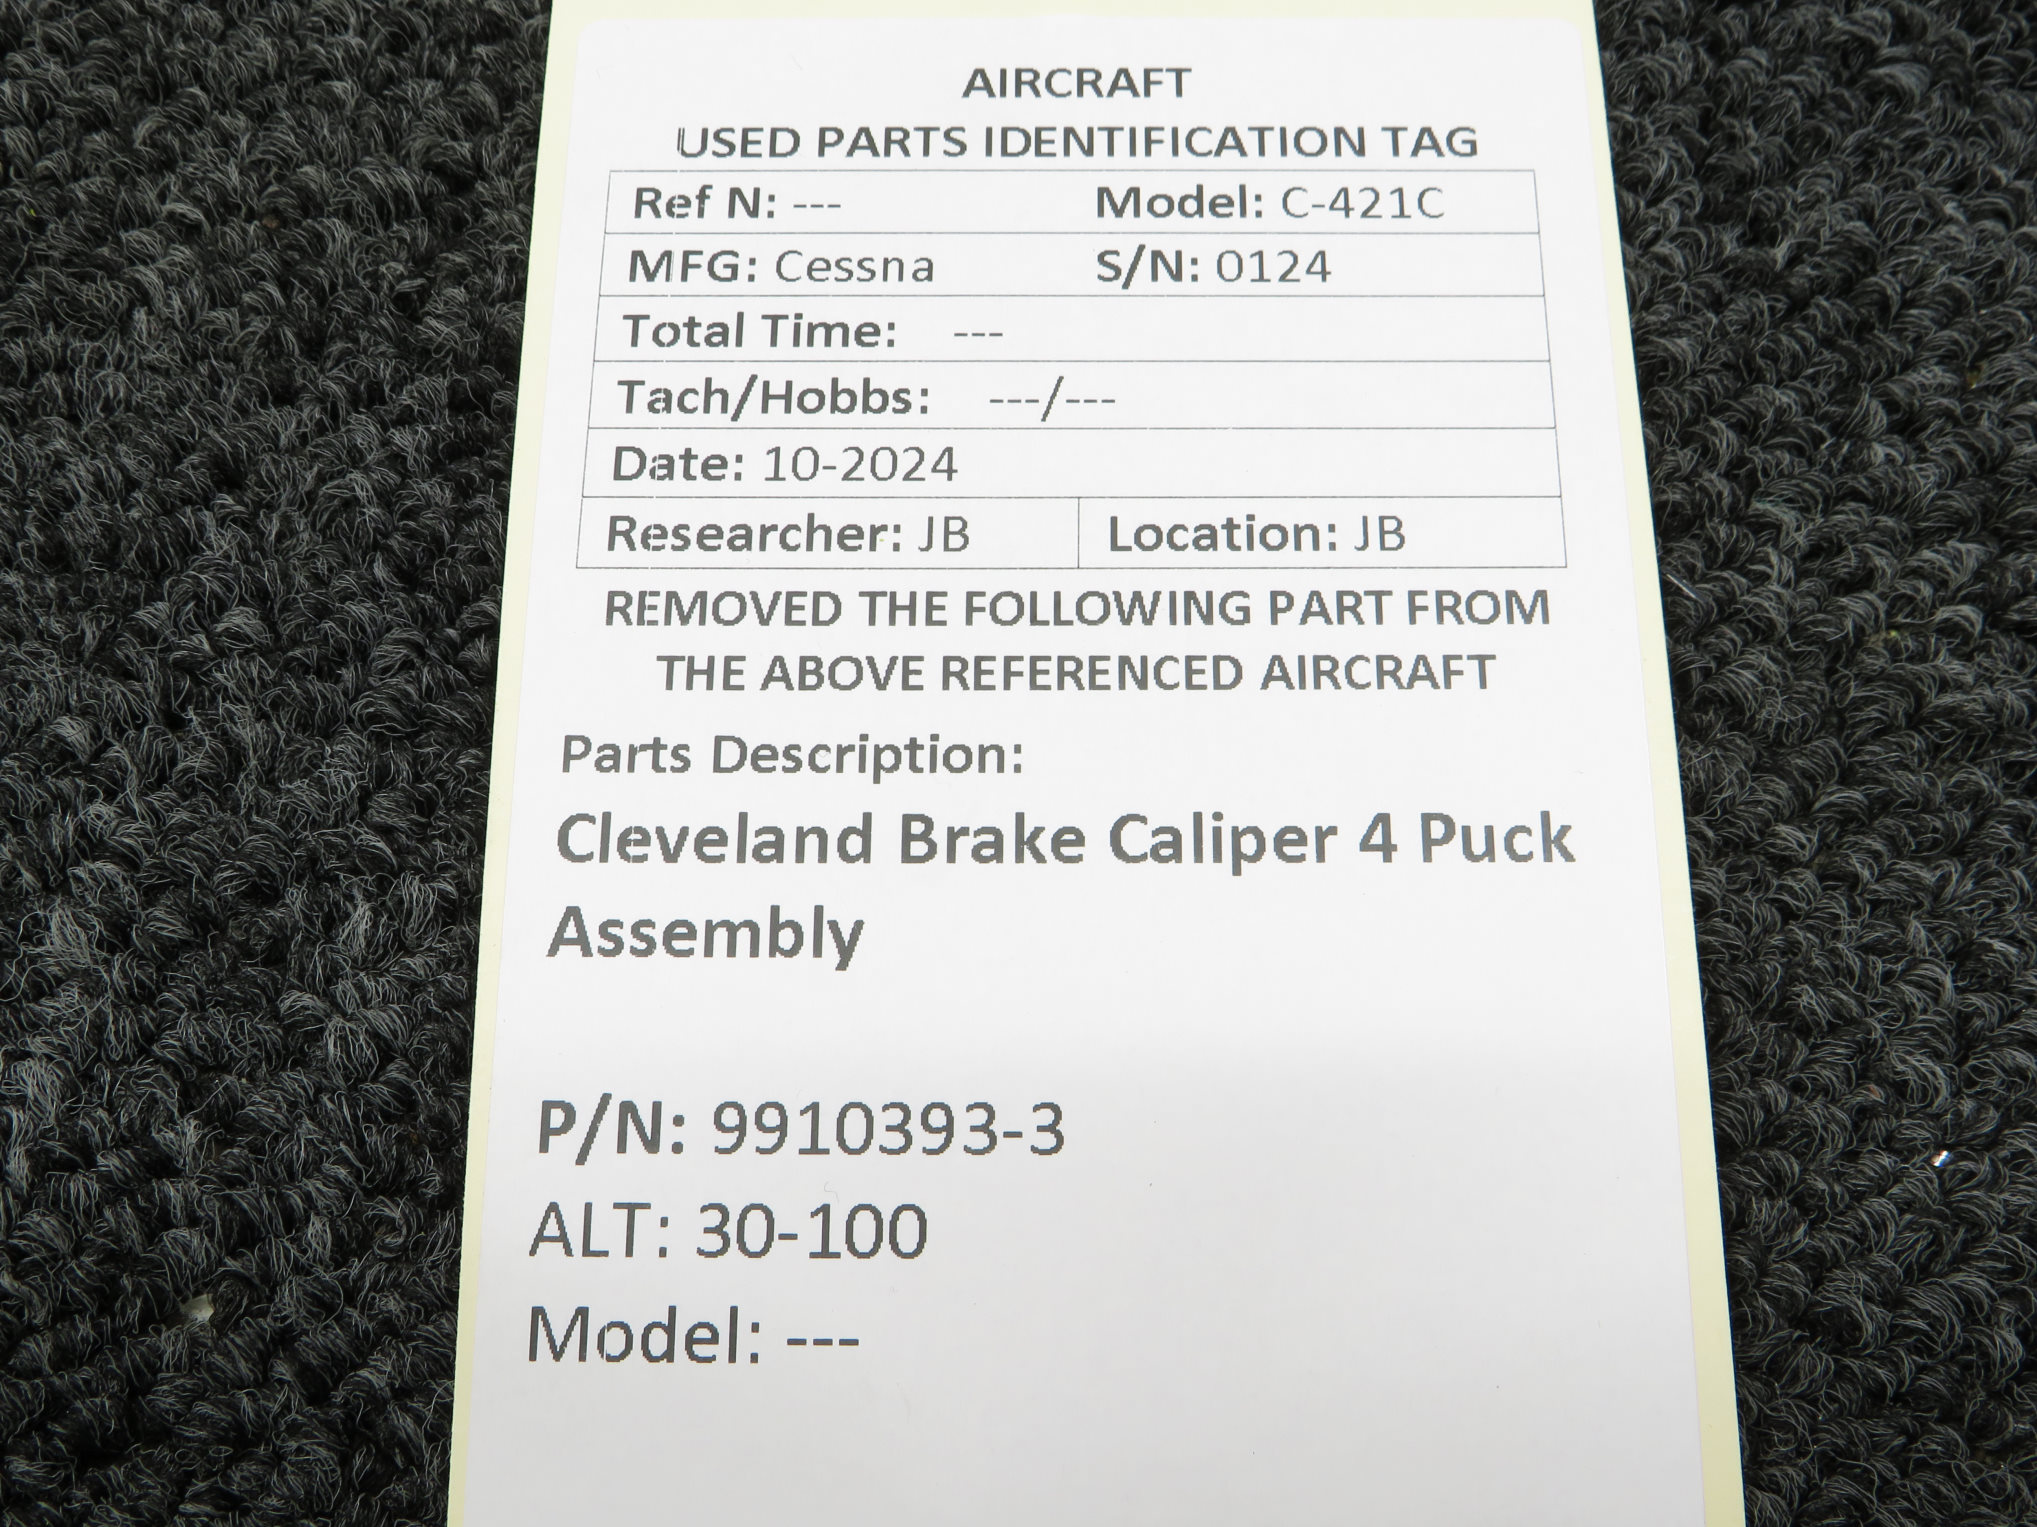 AIRCRAFT
USED PARTS IDENTIFICATION TAG
Ref N: --- Model: C-421C
MFG: Cessna S/N: 0124
Total Time: ---
Tach/Hobbs: ---/---
Date: 10-2024
Researcher: JB Location: JB
REMOVED THE FOLLOWING PART FROM
THE ABOVE REFERENCED AIRCRAFT
Parts Description:
Cleveland Brake Caliper 4 Puck
Assembly
P/N: 9910393-3
ALT: 30-100
Model: ---